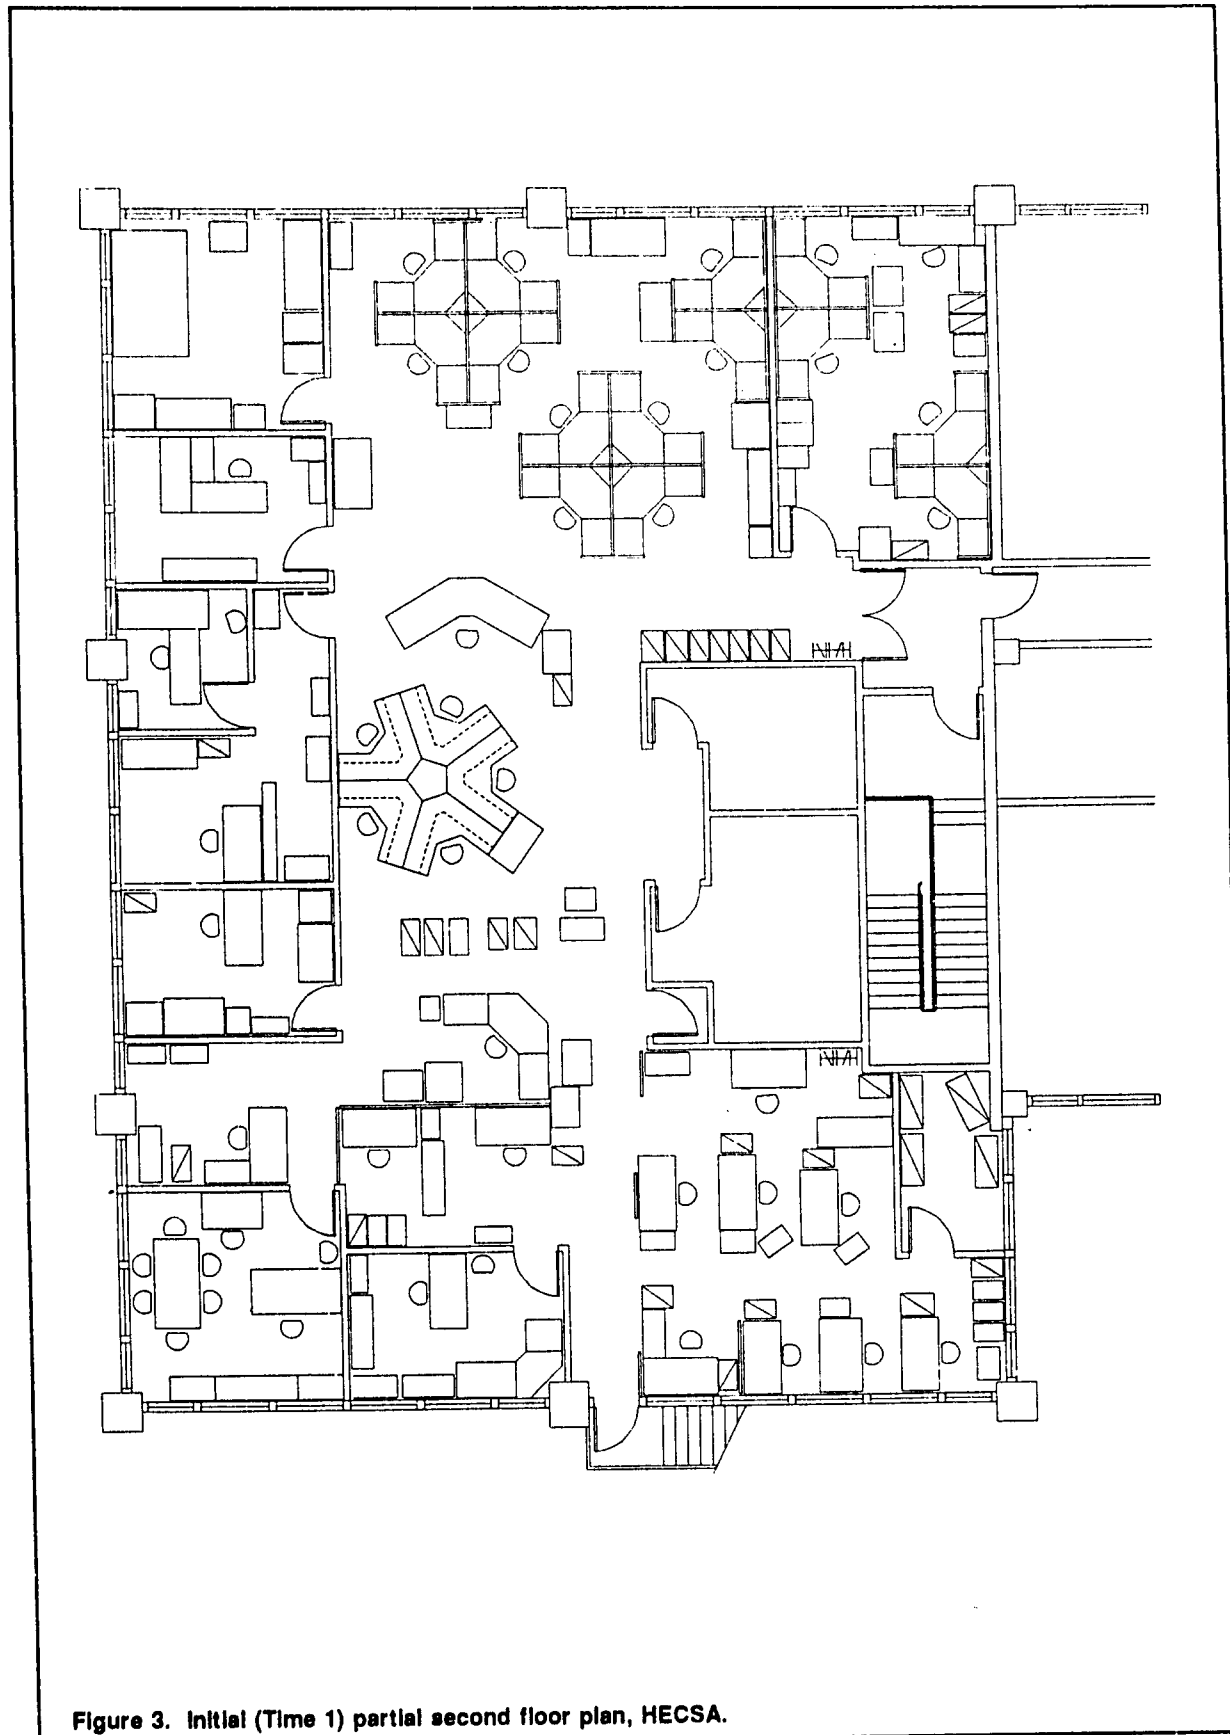 Figure 3. Initial (Time 1) partial second floor plan, HECSA.